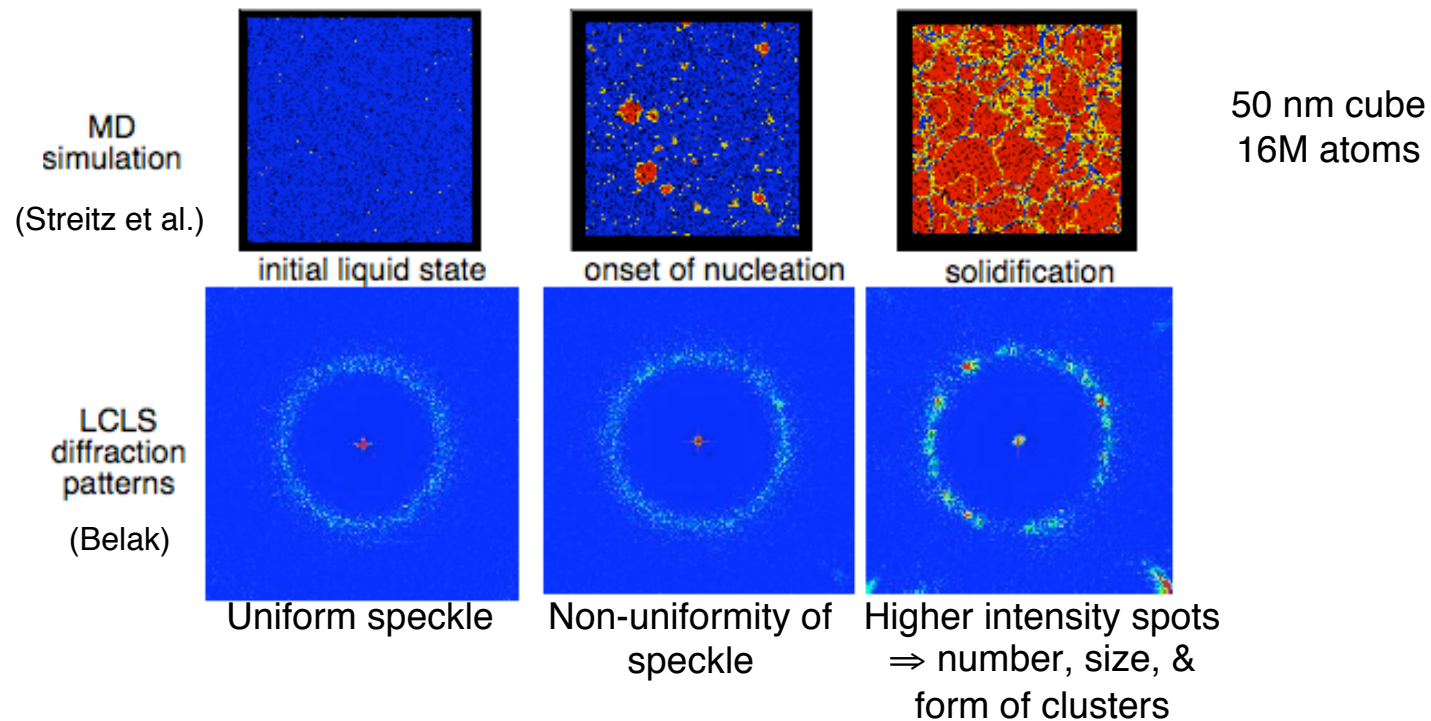 MD
simulation
(Streitz et al.)
50 nm cube
16M atoms
initial liquid state
onset of nucleation
solidification
LCLS
diffraction
patterns
(Belak)
Uniform speckle
Non-uniformity of
speckle
Higher intensity spots
⇒ number, size, &
form of clusters